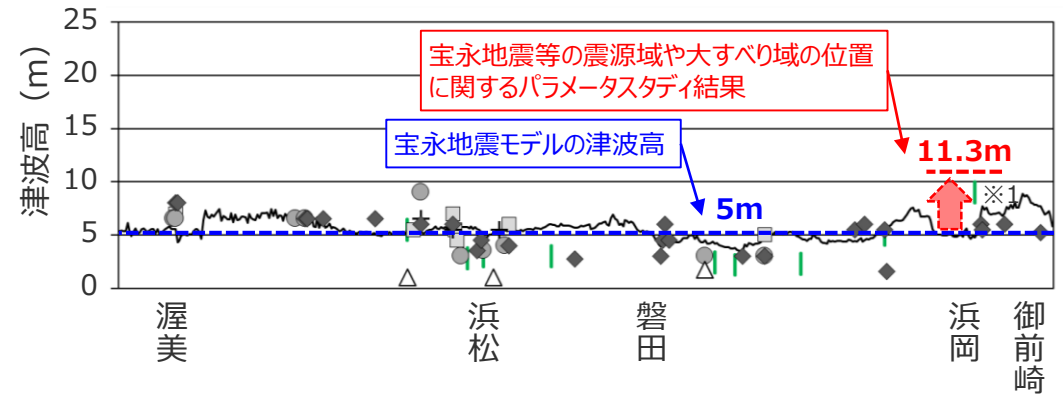 津波高 (m)
25
20
15
10
5
0
宝永地震等の震源域や大すべり域の位置
に関するパラメータスタディ結果
宝永地震モデルの津波高
11.3m
5m
※1
渥美
浜松
磐田
浜岡
御前崎